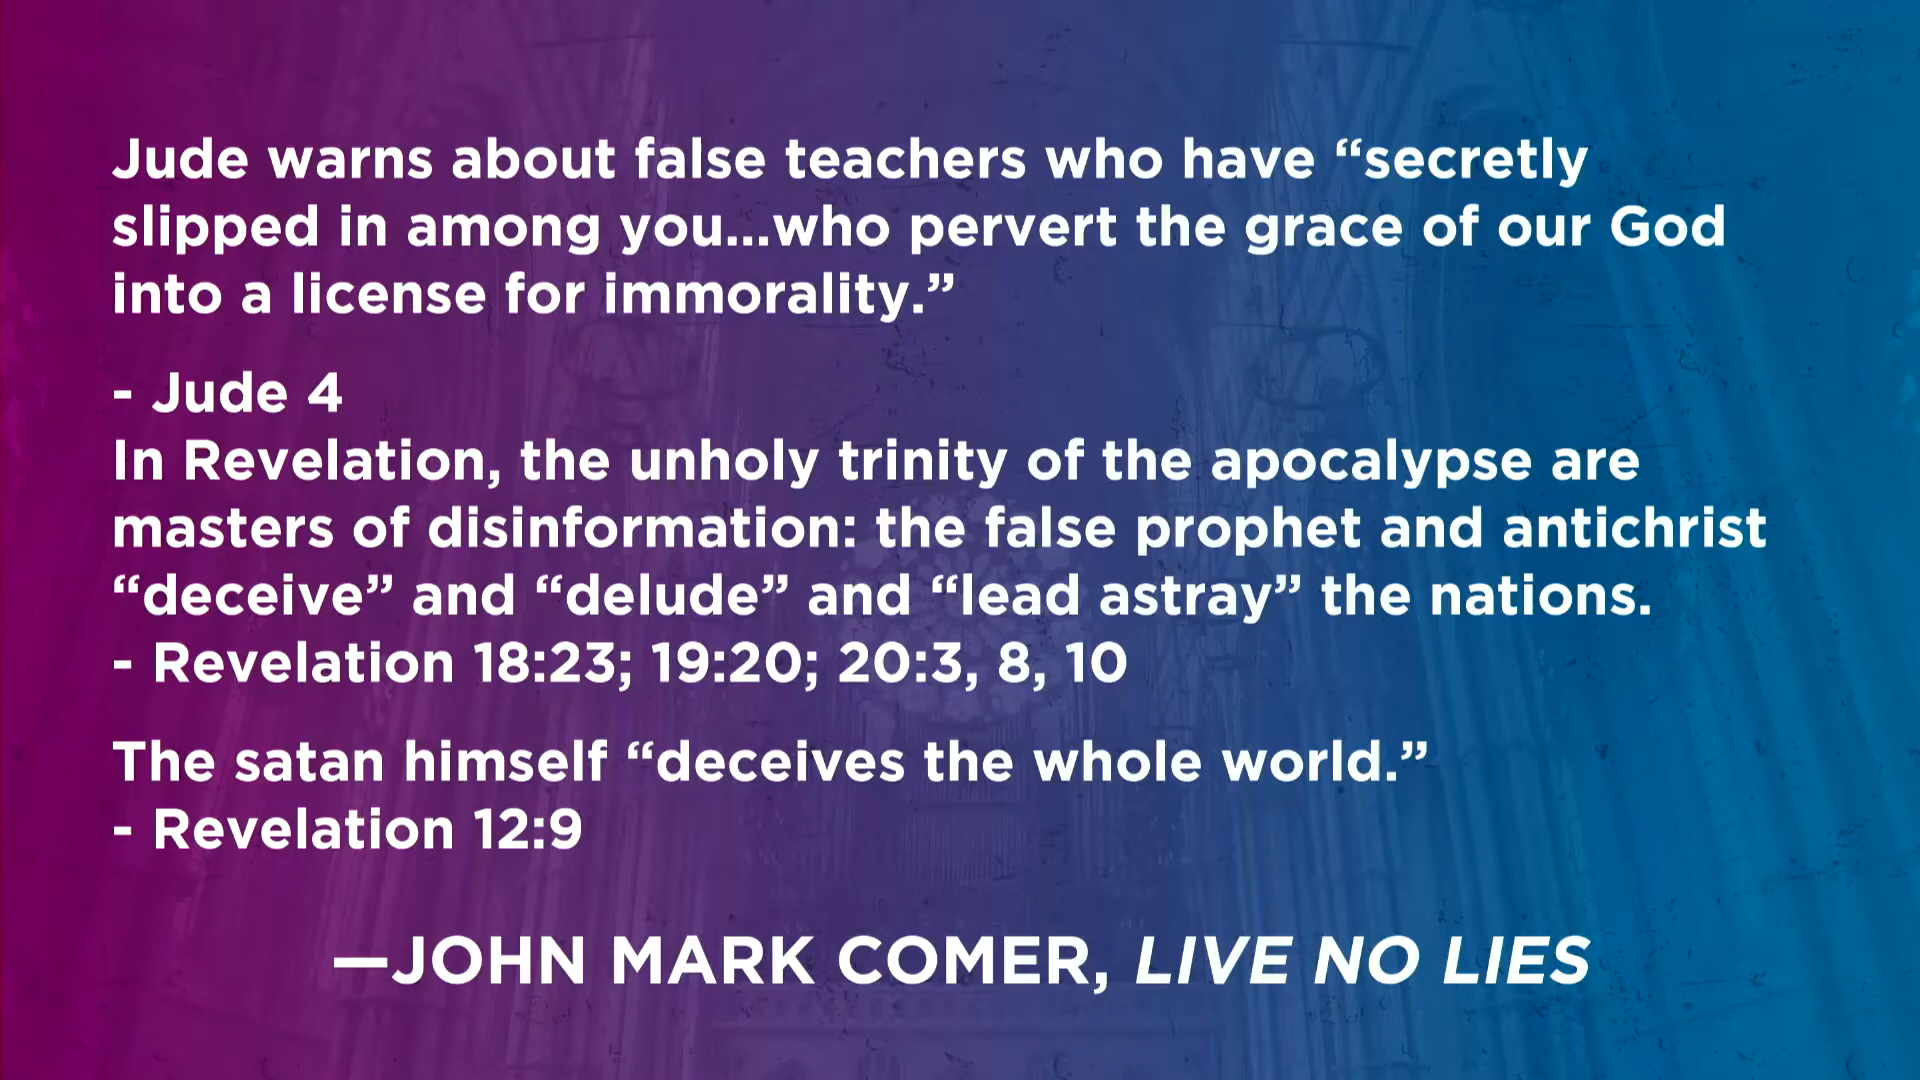 Jude warns about false teachers who have “secretly
slipped in among you...who pervert the grace of our God
into a license for immorality.”
- Jude 4
In Revelation, the unholy trinity of the apocalypse are
masters of disinformation: the false prophet and antichrist
“deceive” and “delude” and “lead astray” the nations.
- Revelation 18:23; 19:20; 20:3, 8, 10
The satan himself “deceives the whole world.”
- Revelation 12:9
—JOHN MARK COMER, LIVE NO LIES